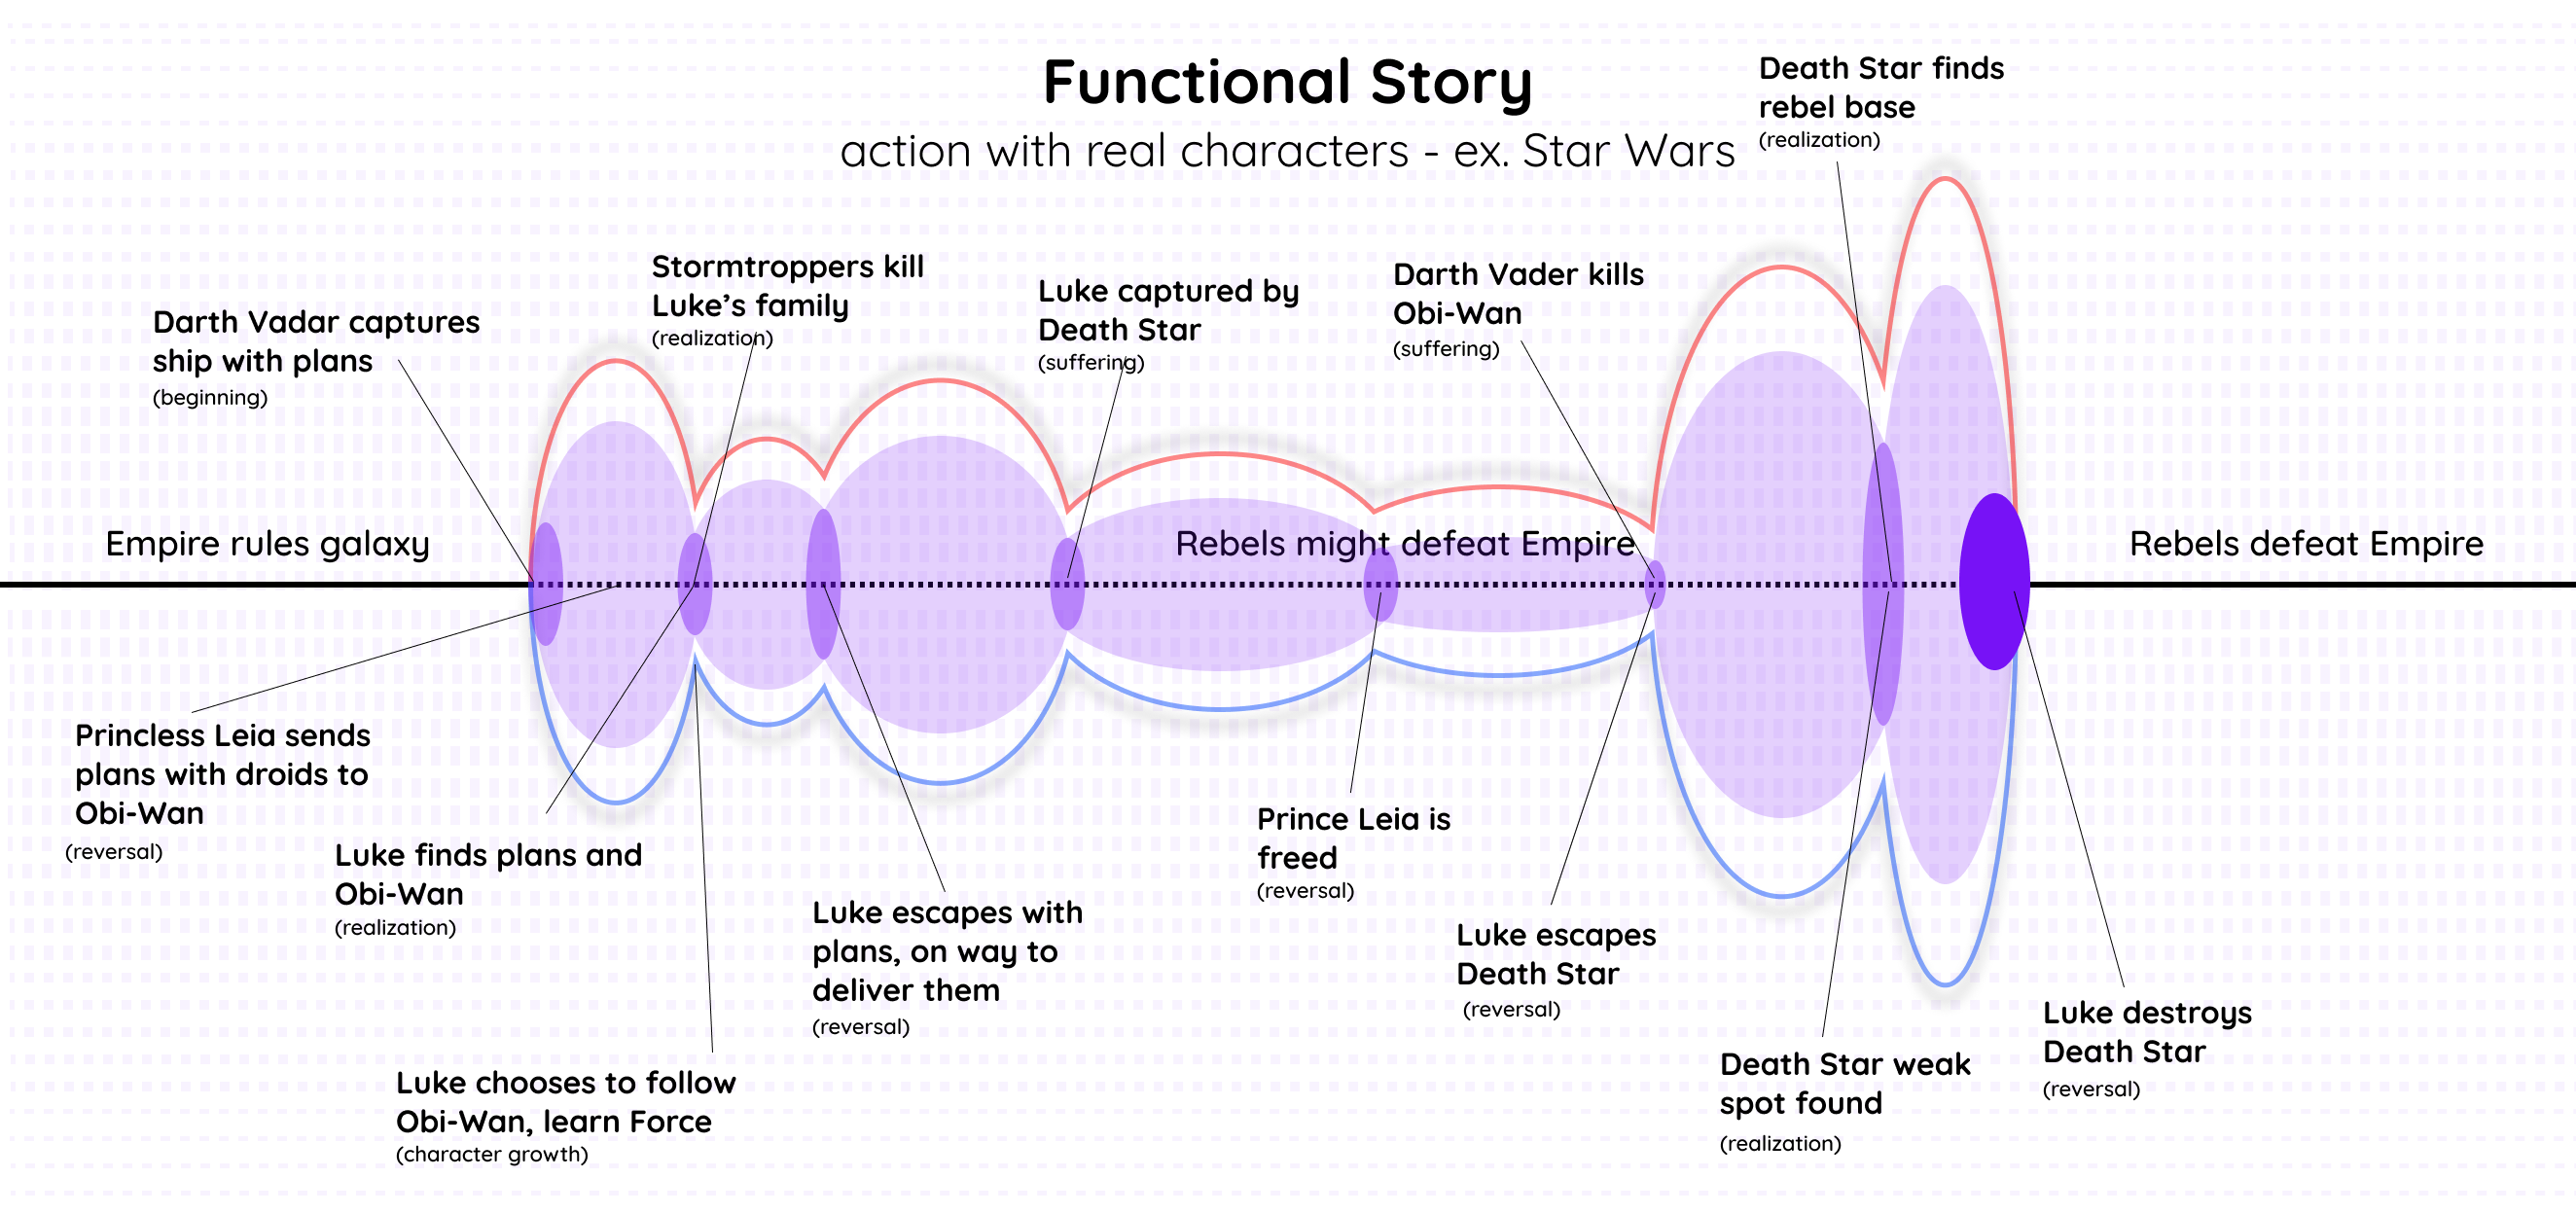 Functional Story
action with real characters - ex. Star Wars
Death Star finds
rebel base
(realization)
Darth Vadar captures
ship with plans
(beginning)
Stormtroppers kill
Luke's family
(realization)
Luke captured by
Death Star
(suffering)
Darth Vader kills
Obi-Wan
(suffering)
Empire rules galaxy
Rebels might defeat Empire
Rebels defeat Empire
Princless Leia sends
plans with droids to
Obi-Wan
(reversal)
Luke finds plans and
Obi-Wan
(realization)
Luke chooses to follow
Obi-Wan, learn Force
(character growth)
Luke escapes with
plans, on way to
deliver them
(reversal)
Prince Leia is
freed
(reversal)
Luke escapes
Death Star
(reversal)
Death Star weak
spot found
(realization)
Luke destroys
Death Star
(reversal)